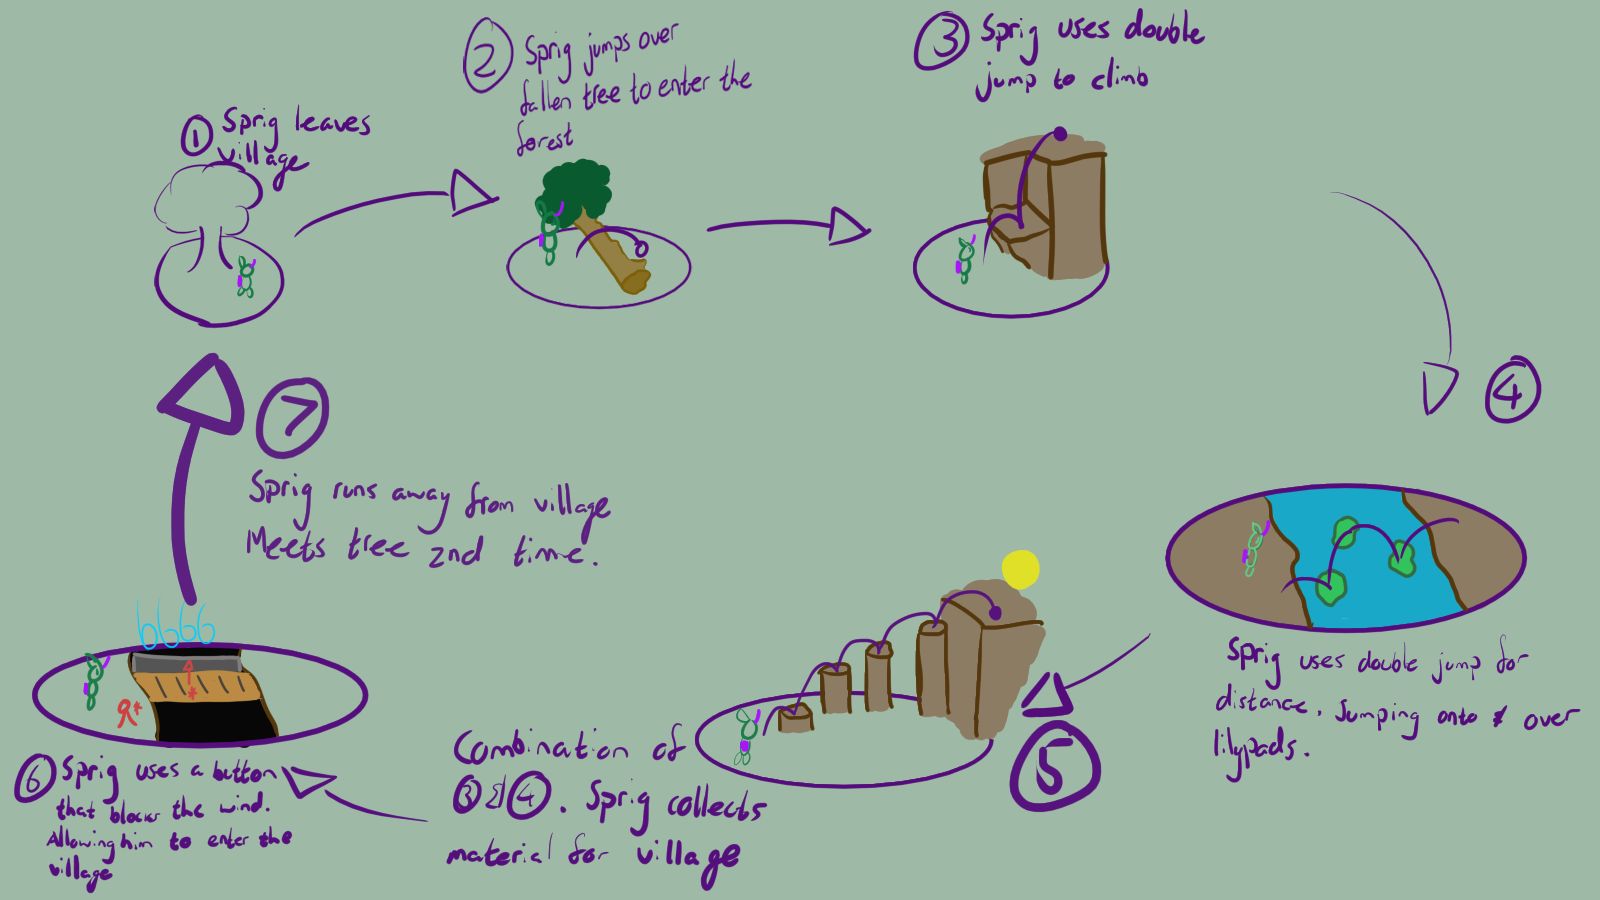 1 Sprig leaves
village
2 Sprig jumps over
fallen tree to enter the
forest
3 Sprig uses double
jump to climb
4
Sprig uses double jump for
distance. Jumping onto & over
lilypads.
5
Combination of
3 & 4. Sprig collects
material for village
6 Sprig uses a button
that blocks the wind.
Allowing him to enter the
village
7
Sprig runs away from village
Meets tree 2nd time.